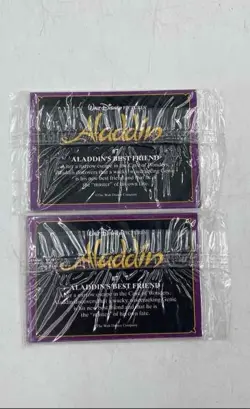 Walt Disney PICTURES
Aladdin
#7
ALADDIN'S BEST FRIEND
After a narrow escape in the Cave of Wonders,
Aladdin discovers that a wacky, wisecracking Genie
is his new best friend and that he is
the "master" of his own fate.
The Walt Disney Company
Walt Disney PICTURES
Aladdin
#7
ALADDIN'S BEST FRIEND
After a narrow escape in the Cave of Wonders,
Aladdin discovers that a wacky, wisecracking Genie
is his new best friend and that he is
the "master" of his own fate.
The Walt Disney Company